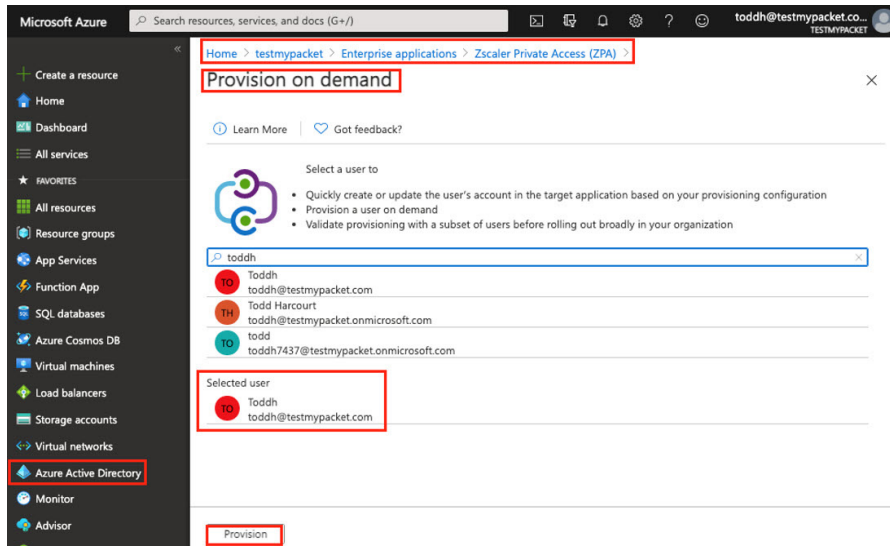 Microsoft Azure
Search resources, services, and docs (G+/)
toddh@testmypacket.co...
TESTMYPACKET
«
Create a resource
Home
Dashboard
All services
FAVORITES
All resources
Resource groups
App Services
Function App
SQL databases
Azure Cosmos DB
Virtual machines
Load balancers
Storage accounts
Virtual networks
Azure Active Directory
Monitor
Advisor
Home > testmypacket > Enterprise applications > Zscaler Private Access (ZPA) >
Provision on demand
Learn More
Got feedback?
Select a user to
• Quickly create or update the user's account in the target application based on your provisioning configuration
• Provision a user on demand
• Validate provisioning with a subset of users before rolling out broadly in your organization
toddh
TO
Toddh
toddh@testmypacket.com
TH
Todd Harcourt
toddh@testmypacket.onmicrosoft.com
TO
todd
toddh7437@testmypacket.onmicrosoft.com
Selected user
TO
Toddh
toddh@testmypacket.com
Provision